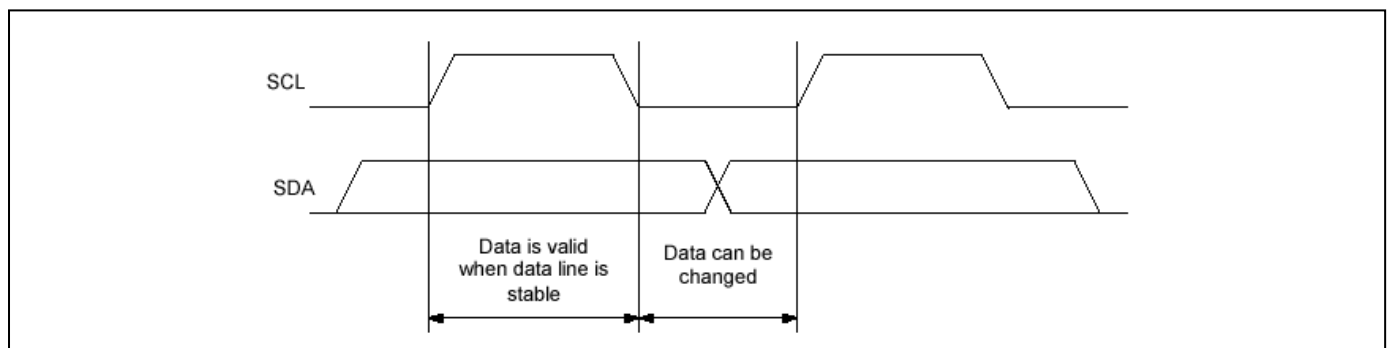 SCL
SDA
Data is valid
when data line is
stable
Data can be
changed